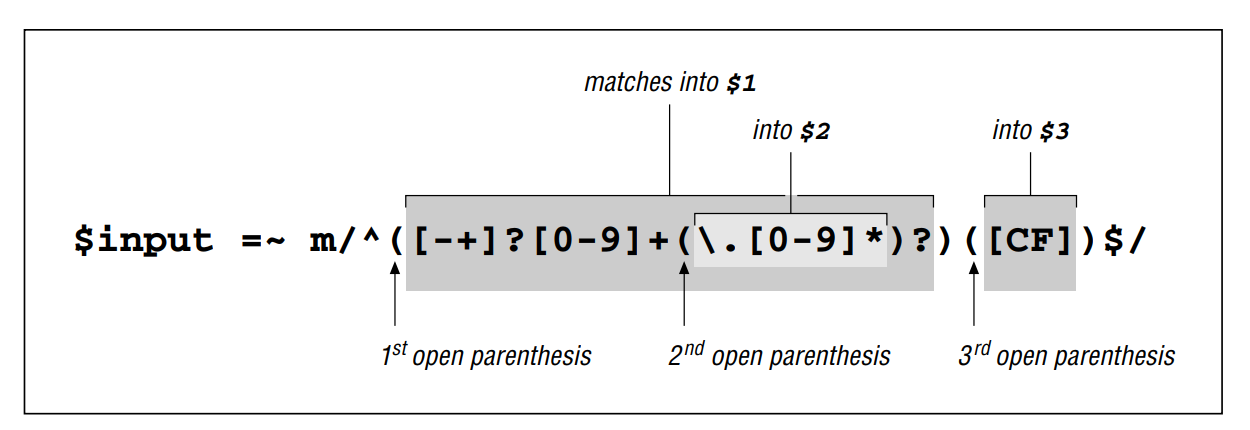 matches into $1
into $2
into $3
$input =~ m/^([-+]?[0-9]+(\.[0-9]*)?)([CF])$/
1st open parenthesis
2nd open parenthesis
3rd open parenthesis